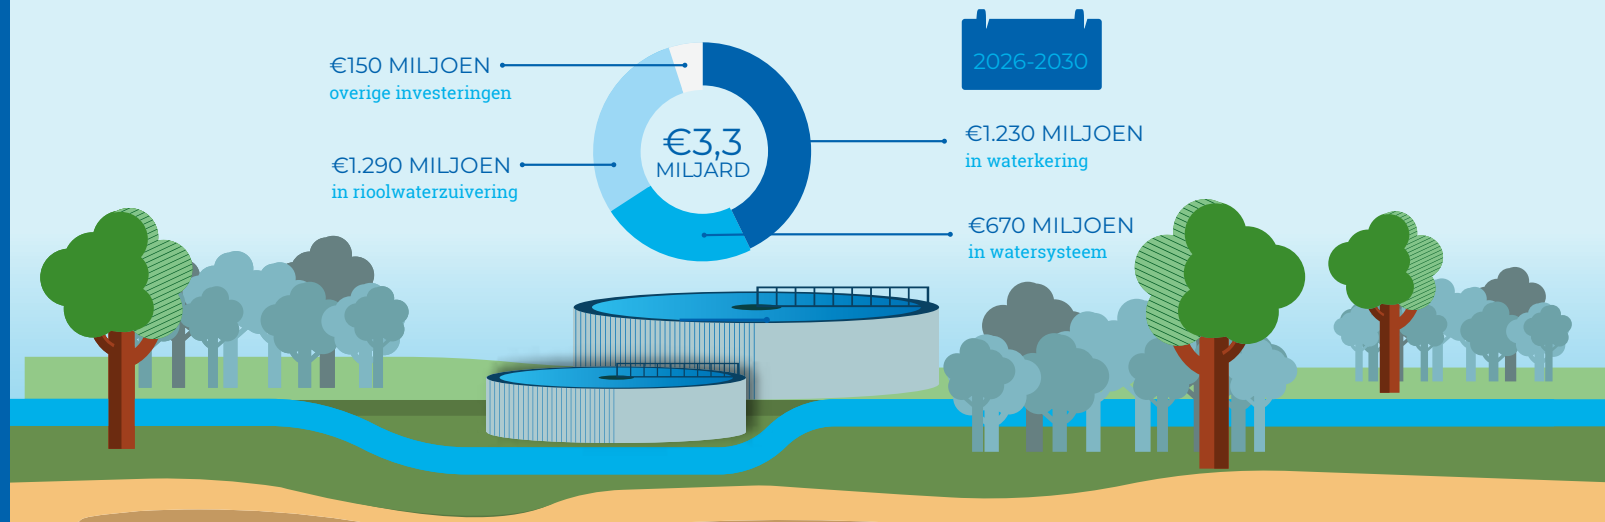 €150 MILJOEN
overige investeringen
€1.290 MILJOEN
in rioolwaterzuivering
€3,3
MILJARD
2026-2030
€1.230 MILJOEN
in waterkering
€670 MILJOEN
in watersysteem